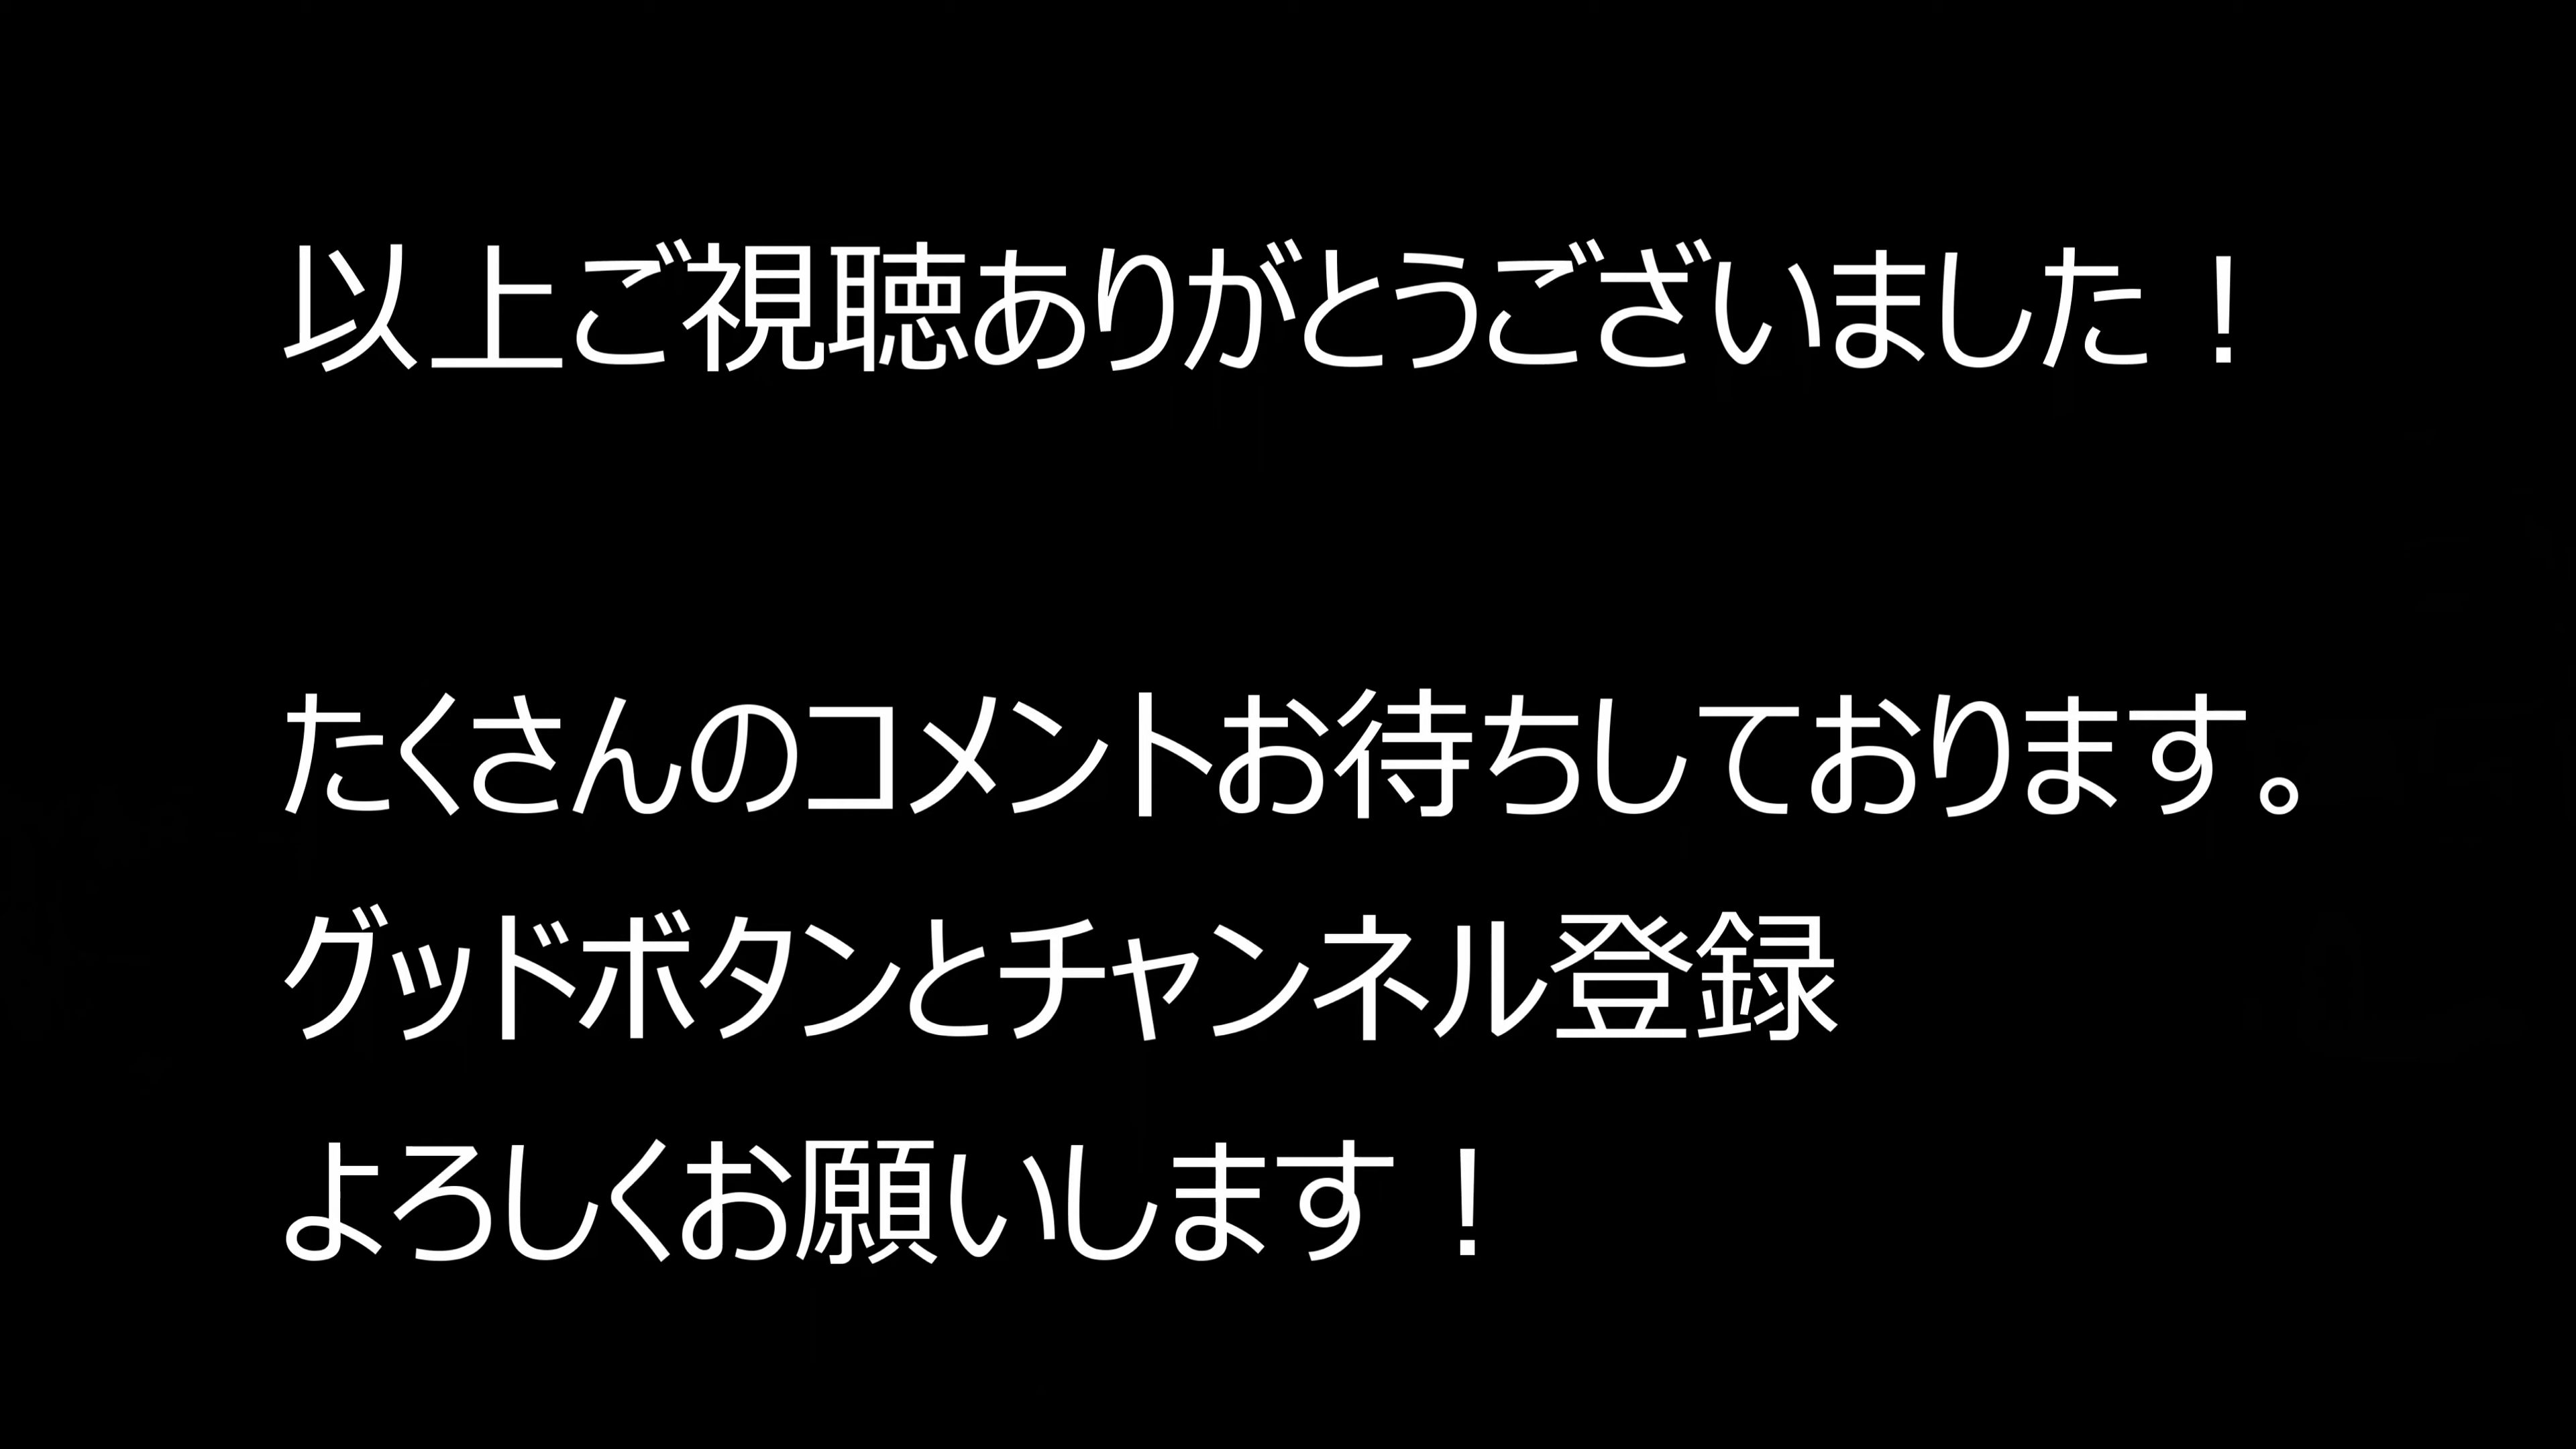 以上ご視聴ありがとうございました！
たくさんのコメントお待ちしております。
グッドボタンとチャンネル登録
よろしくお願いします！